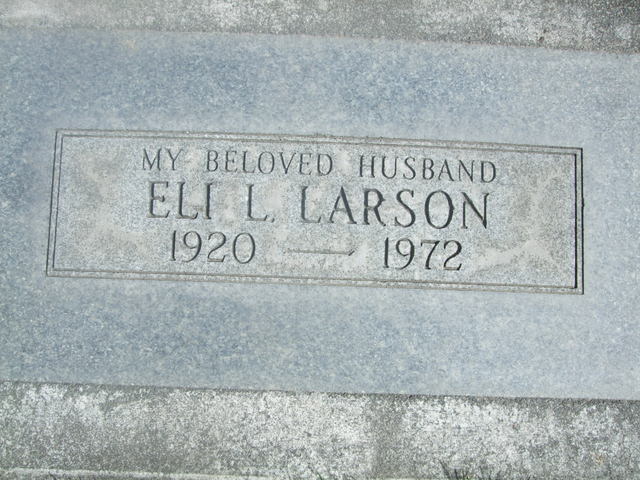 MY BELOVED HUSBAND
ELI L. LARSON
1920 — 1972